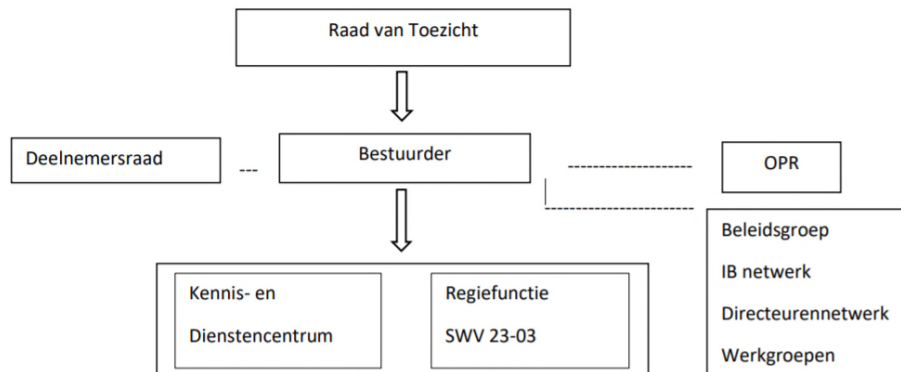 Raad van Toezicht
Deelnemersraad
Bestuurder
OPR
Beleidsgroep
IB netwerk
Directeurennetwerk
Werkgroepen
Kennis- en
Dienstencentrum
Regiefunctie
SWV 23-03